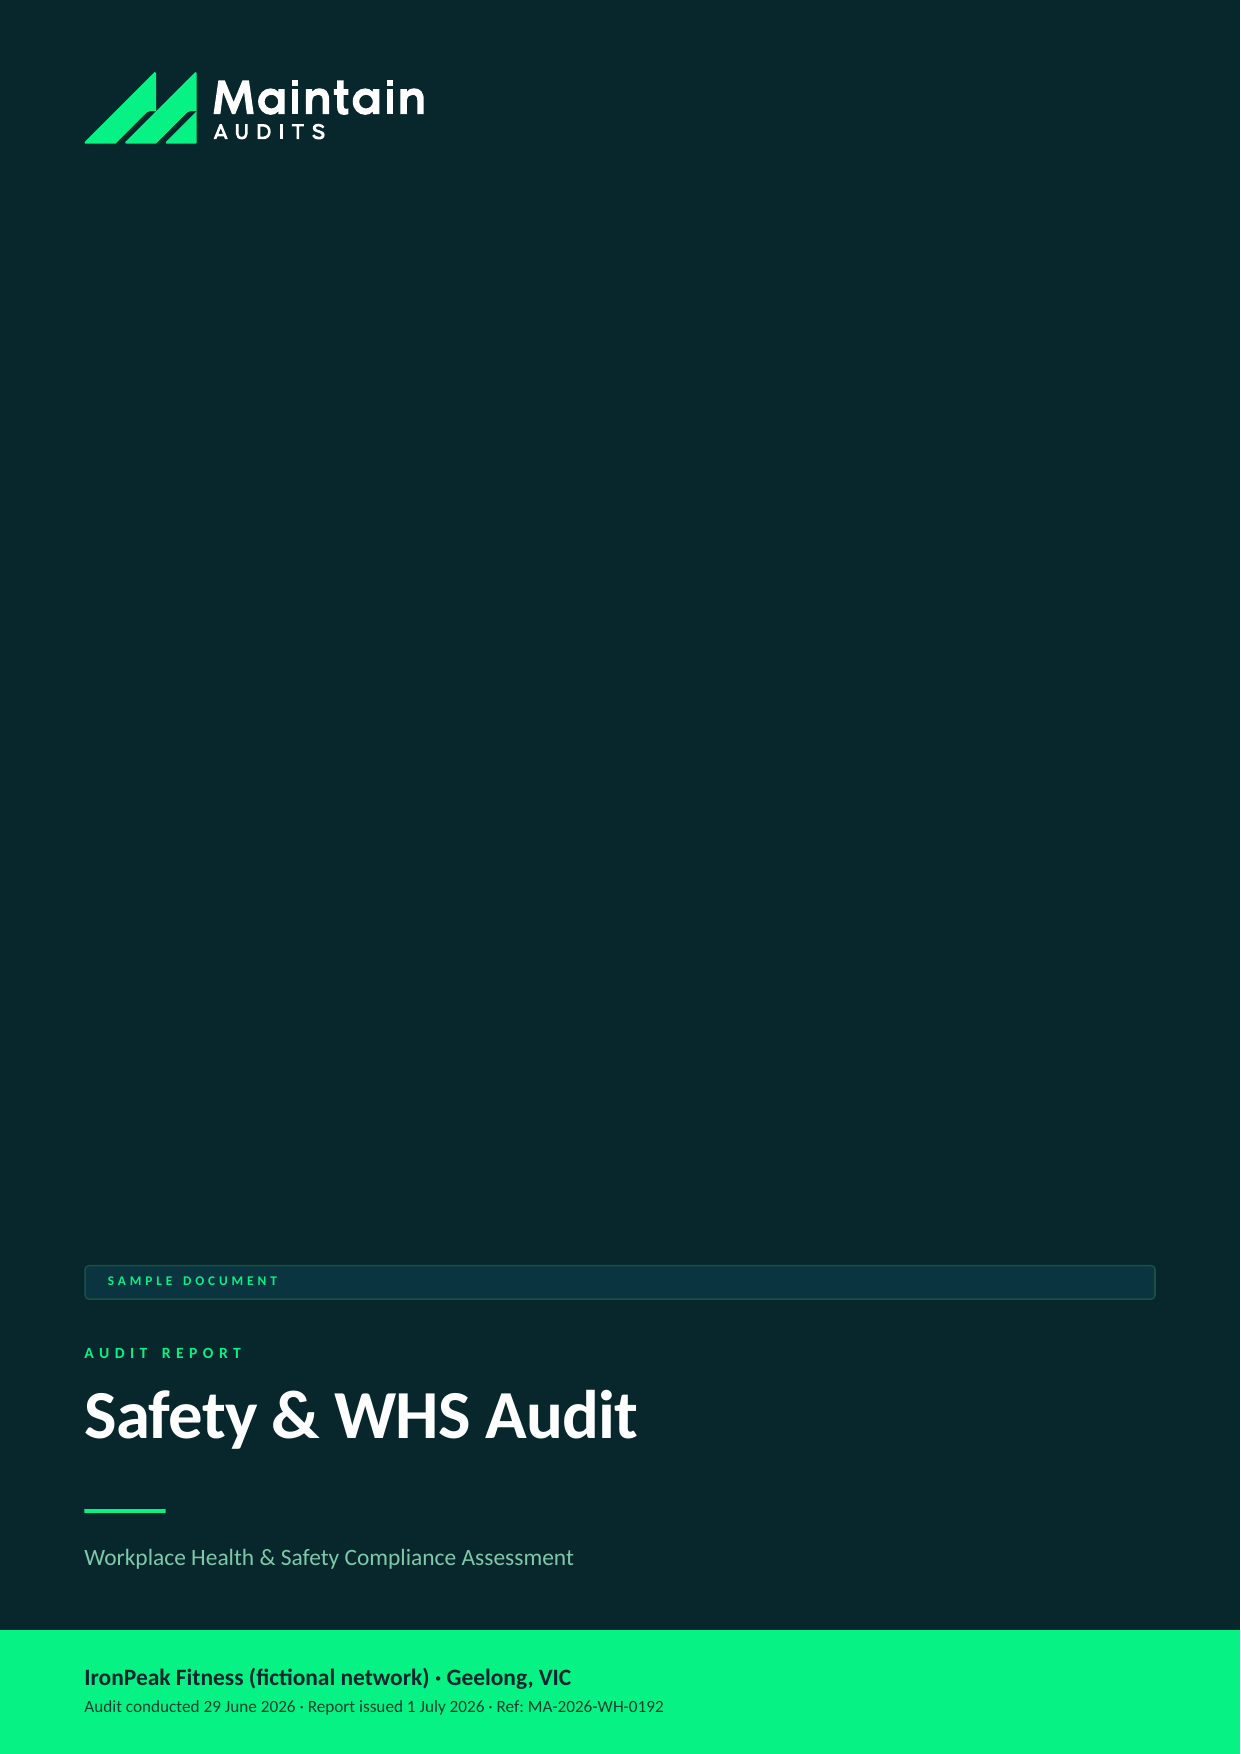 Maintain
AUDITS
SAMPLE DOCUMENT
AUDIT REPORT
Safety & WHS Audit
Workplace Health & Safety Compliance Assessment
IronPeak Fitness (fictional network) · Geelong, VIC
Audit conducted 29 June 2026 · Report issued 1 July 2026 · Ref: MA-2026-WH-0192